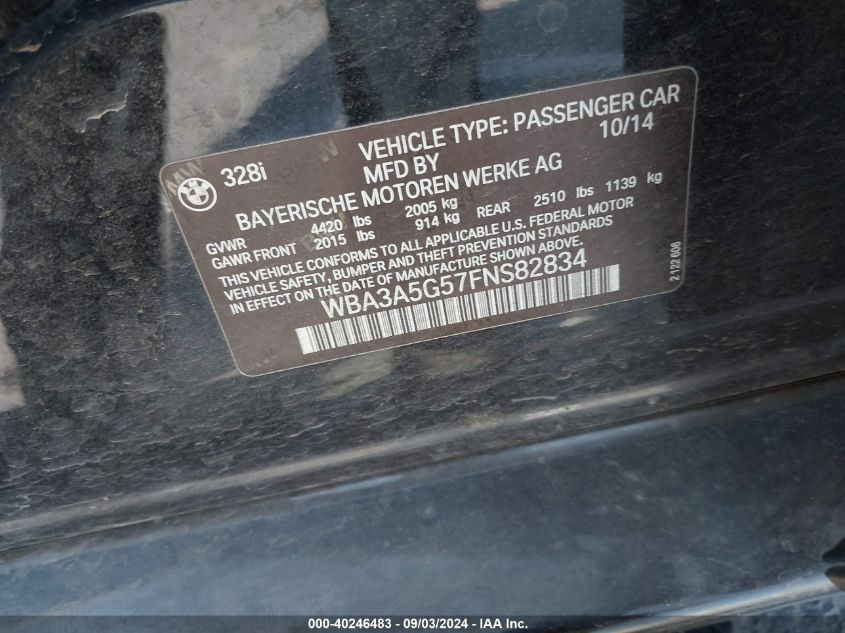 BMW
328i
VEHICLE TYPE: PASSENGER CAR
MFD BY 10/14
BAYERISCHE MOTOREN WERKE AG
GVWR 4420 lbs 2005 kg
GAWR FRONT 2015 lbs 914 kg REAR 2510 lbs 1139 kg
THIS VEHICLE CONFORMS TO ALL APPLICABLE U.S. FEDERAL MOTOR
VEHICLE SAFETY, BUMPER AND THEFT PREVENTION STANDARDS
IN EFFECT ON THE DATE OF MANUFACTURE SHOWN ABOVE.
WBA3A5G57FNS82834
2122606
000-40246483 - 09/03/2024 - IAA Inc.